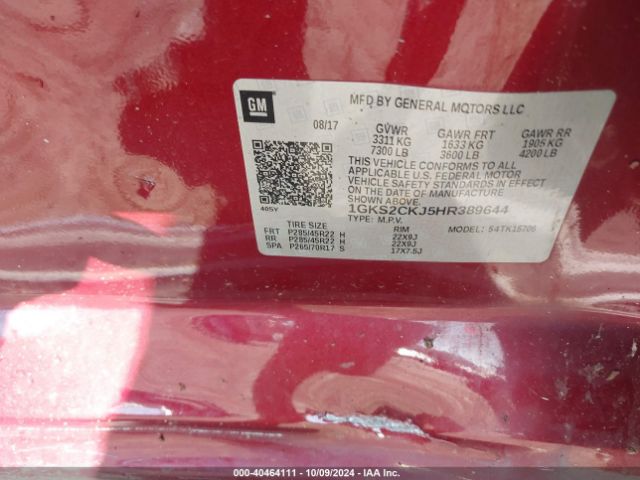 GM
MFD BY GENERAL MOTORS LLC
08/17 GVWR GAWR FRT GAWR RR
3311 KG 1633 KG 1905 KG
7300 LB 3600 LB 4200 LB
THIS VEHICLE CONFORMS TO ALL
APPLICABLE U.S. FEDERAL MOTOR
VEHICLE SAFETY STANDARDS IN EFFECT
ON THE DATE OF MANUFACTURE
SHOWN ABOVE.
1GKS2CKJ5HR389644
TYPE: M.P.V. MODEL: 54TK15706
TIRE SIZE RIM
FRT P285/45R22 H 22X9J
RR P285/45R22 H 22X9J
SPA P265/70R17 S 17X7.5J
000-40464111 - 10/09/2024 - IAA Inc.